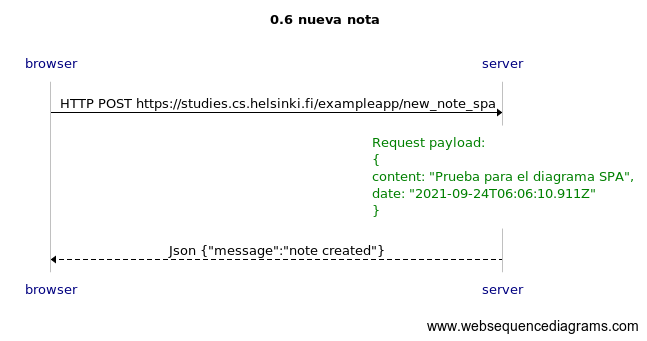 0.6 nueva nota
browser
server
HTTP POST https://studies.cs.helsinki.fi/exampleapp/new_note_spa
Request payload:
{
content: "Prueba para el diagrama SPA",
date: "2021-09-24T06:06:10.911Z"
}
Json {"message":"note created"}
browser
server
www.websequencediagrams.com